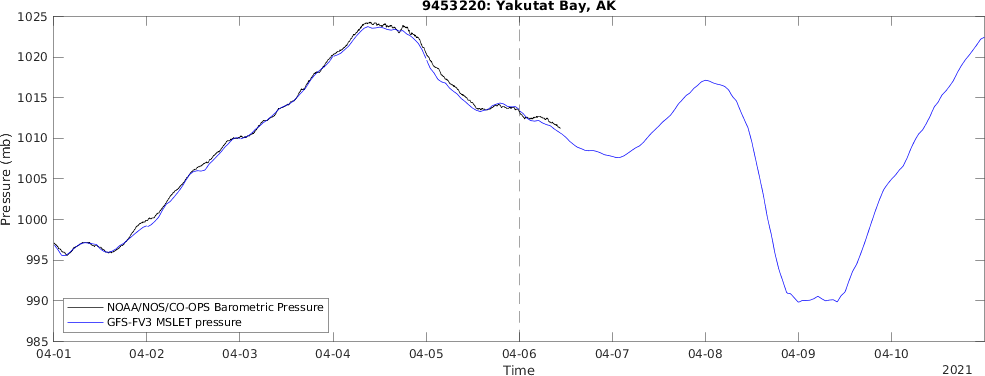 9453220: Yakutat Bay, AK
Pressure (mb)
1025
1020
1015
1010
1005
1000
995
990
985
NOAA/NOS/CO-OPS Barometric Pressure
GFS-FV3 MSLET pressure
04-01 04-02 04-03 04-04 04-05 04-06 04-07 04-08 04-09 04-10
Time
2021